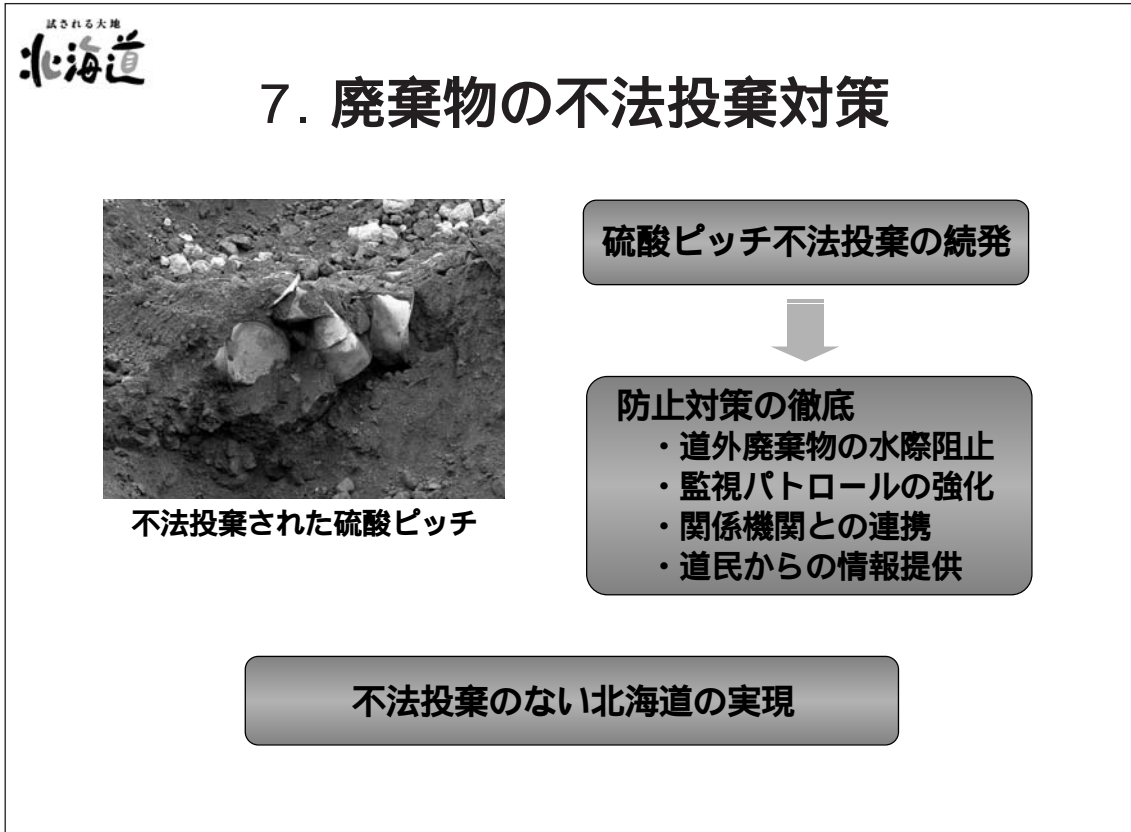 試される大地
北海道
7. 廃棄物の不法投棄対策
硫酸ピッチ不法投棄の続発
防止対策の徹底
・道外廃棄物の水際阻止
・監視パトロールの強化
・関係機関との連携
・道民からの情報提供
不法投棄された硫酸ピッチ
不法投棄のない北海道の実現